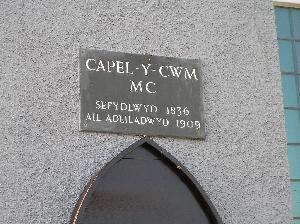 CAPEL-Y-CWM
MC
SEFYDLWYD 1836
AIL ADEILADWYD 1909